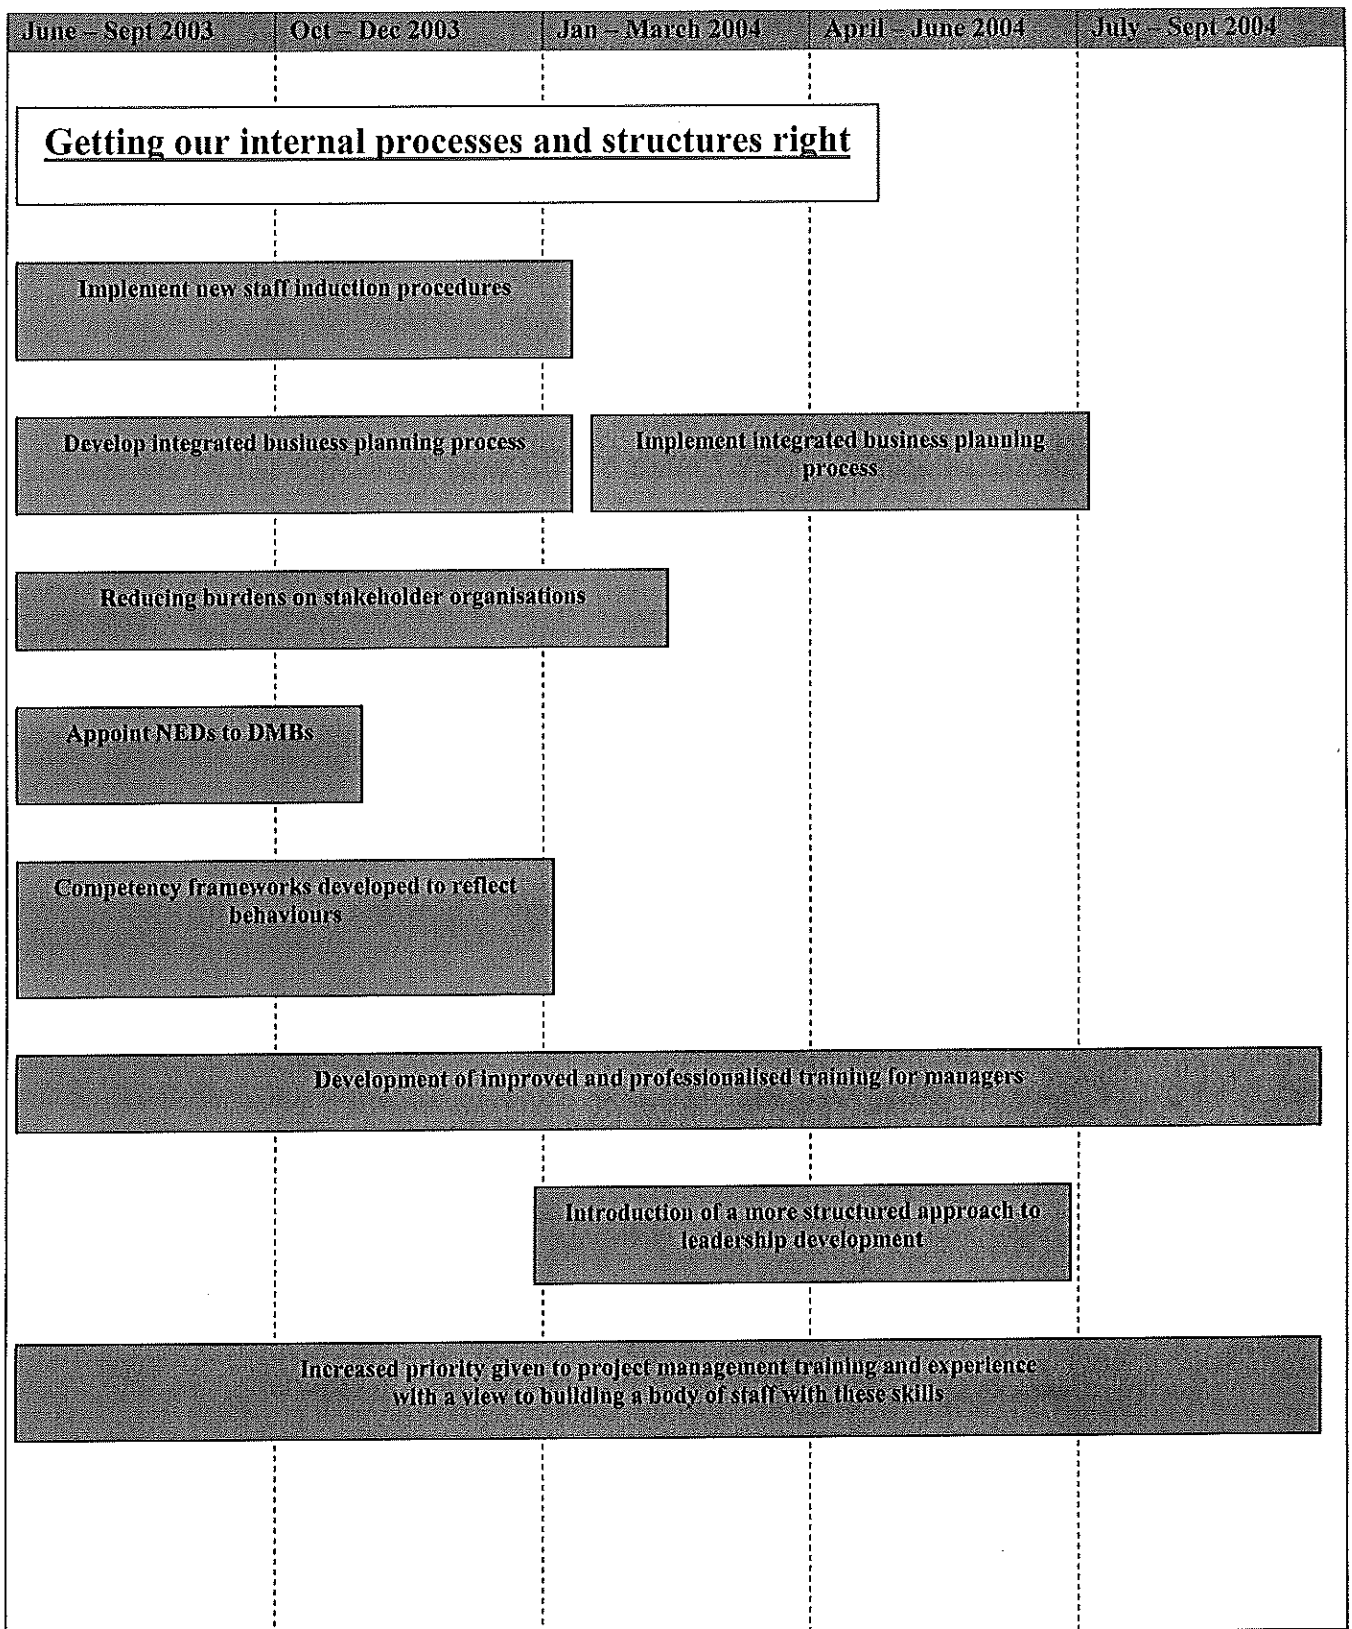 June – Sept 2003 Oct – Dec 2003 Jan – March 2004 April – June 2004 July – Sept 2004
Getting our internal processes and structures right
Implement new staff induction procedures
Develop integrated business planning process
Implement integrated business planning
process
Reducing burdens on stakeholder organisations
Appoint NEDs to DMBs
Competency frameworks developed to reflect
behaviours
Development of improved and professionalised training for managers
Introduction of a more structured approach to
leadership development
Increased priority given to project management training and experience
with a view to building a body of staff with these skills